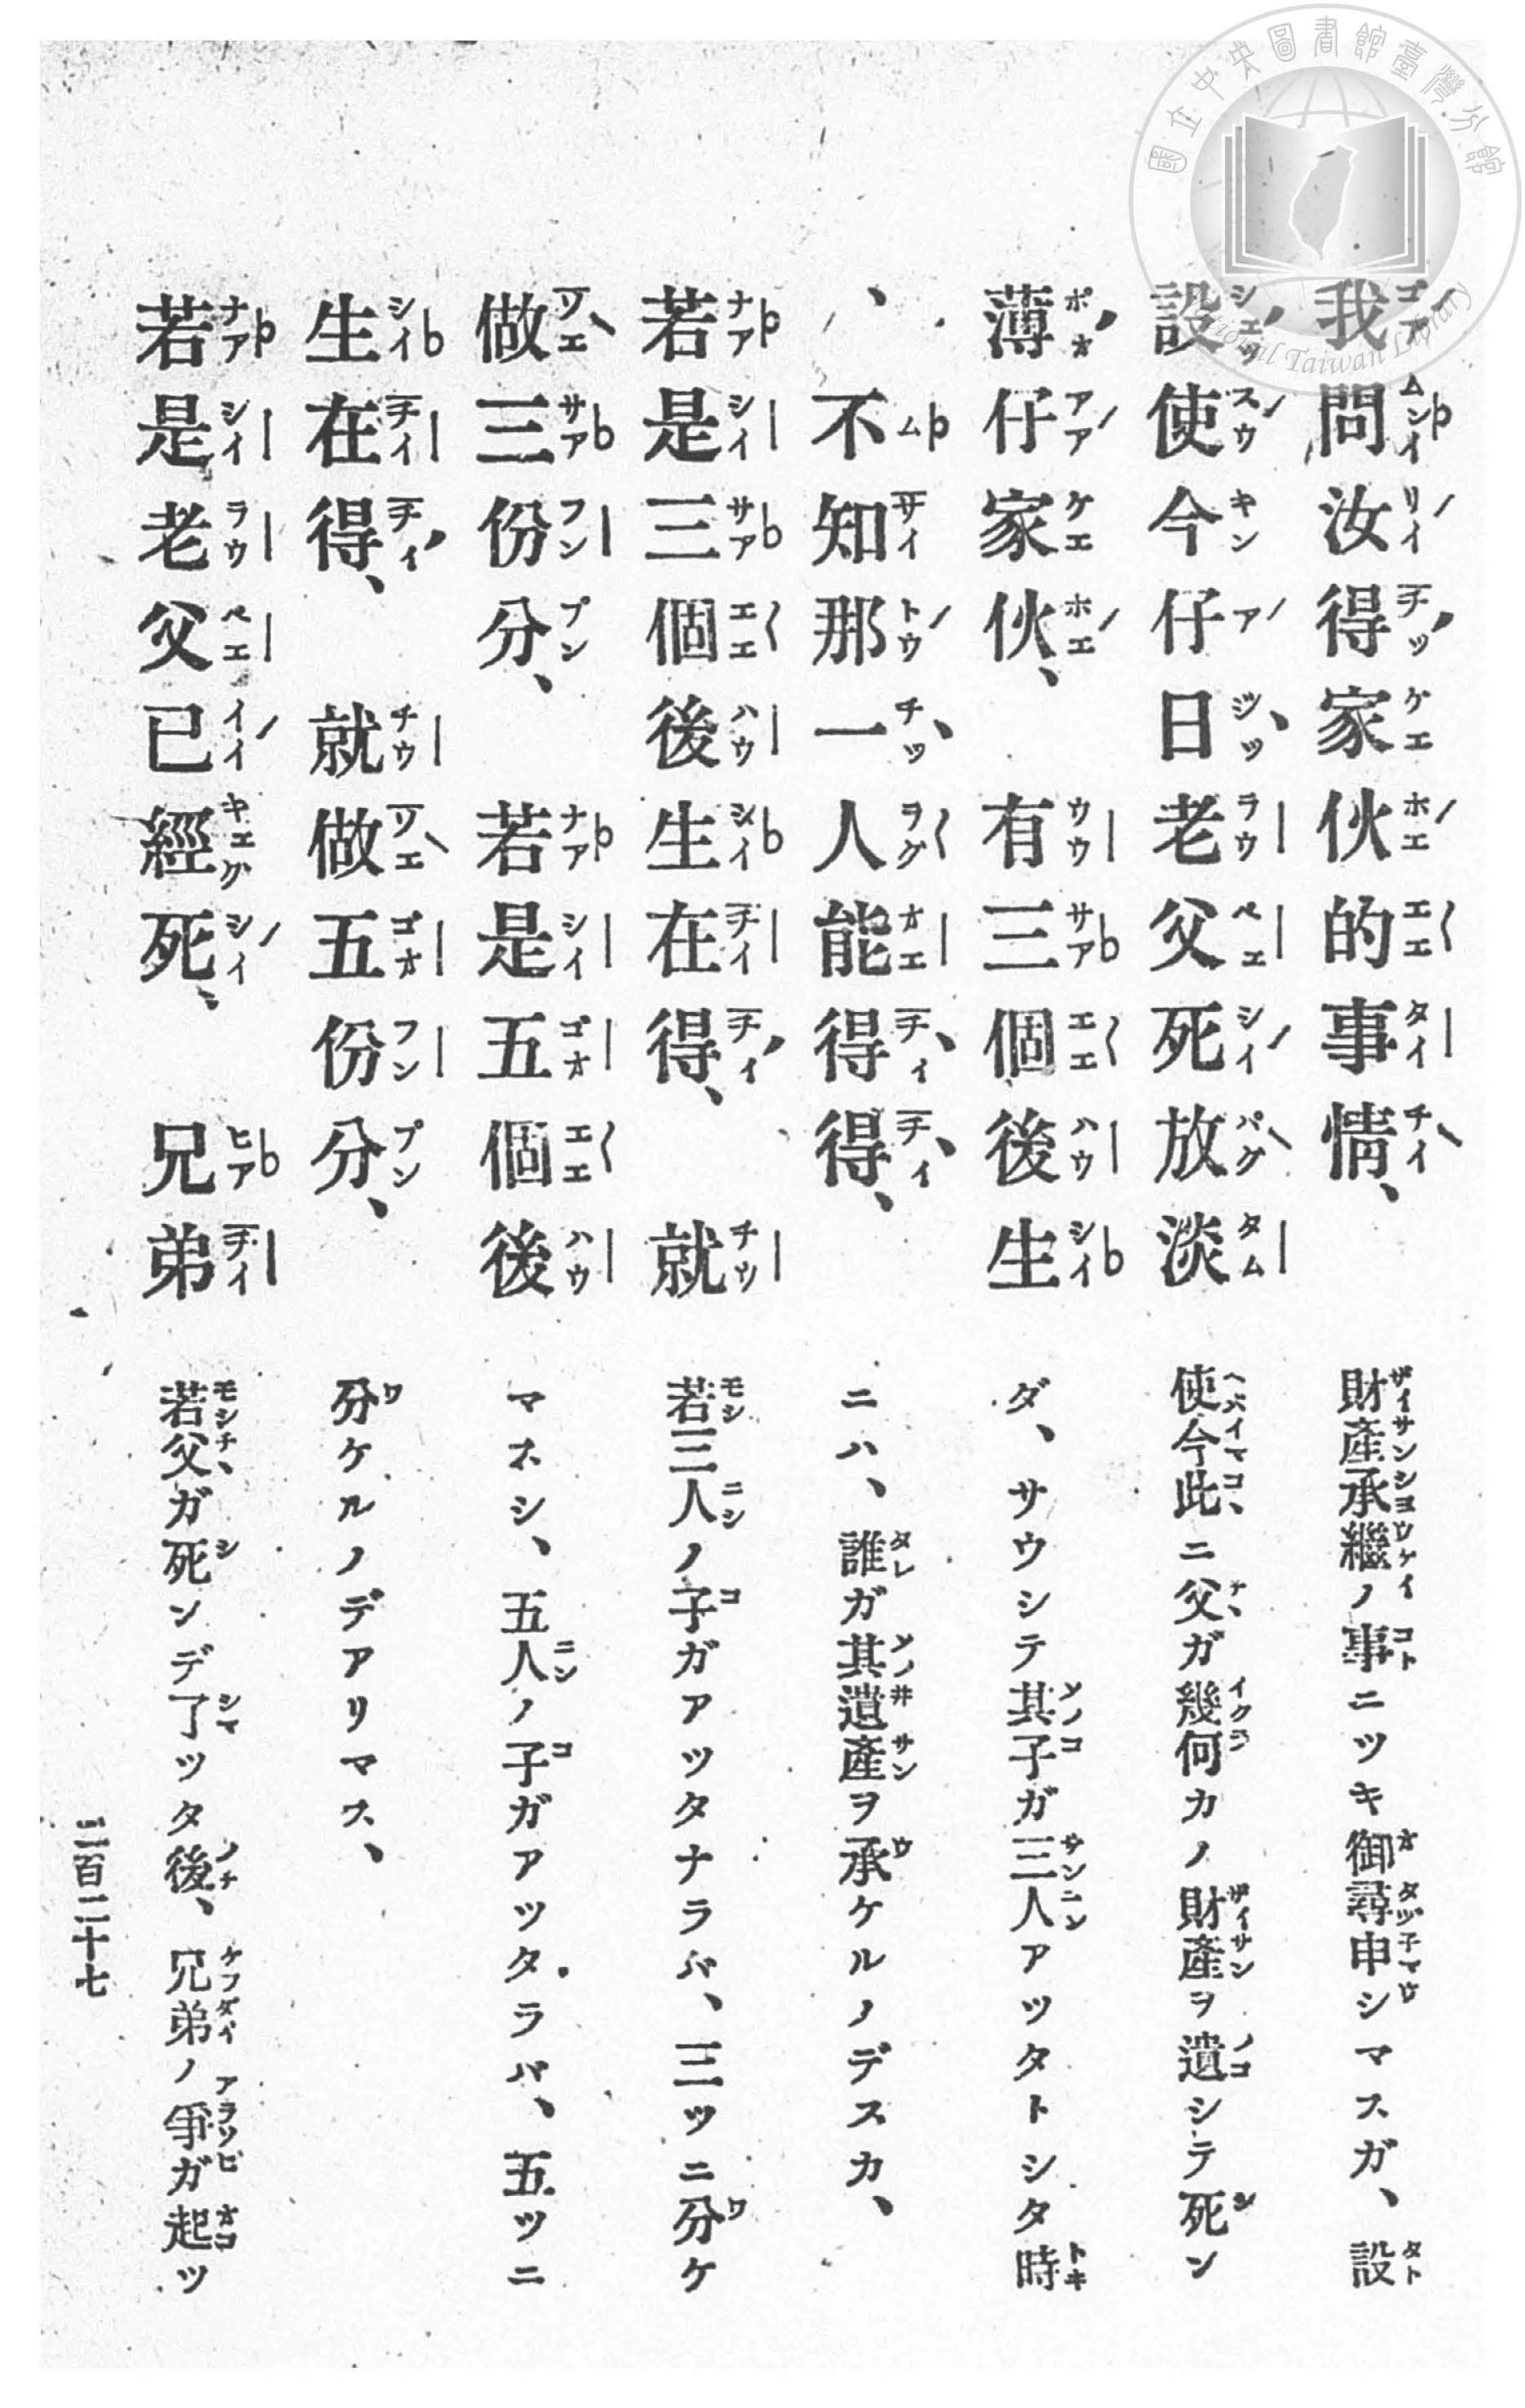 我問汝得家伙的事情、
設使今仔日老父死放淡
薄仔家伙、有三個後生
、不知那一人能得得、
若是三個後生在得、就
做三份分、若是五個後
生在得、就做五份分、
若是老父已經死、兄弟
財產承繼ノ事ニツキ御尋申シマスガ、設
使今此ニ父ガ幾何カノ財產ヲ遺シテ死ン
ダ、サウシテ其子ガ三人アツタトシタ時
ニハ、誰ガ其遺產ヲ承ケルノデスカ、
若三人ノ子ガアツタナラバ、三ツニ分ケ
マス、五人ノ子ガアツタラバ、五ツニ
分ケルノデアリマス、
若父ガ死ンデ了ツタ後、兄弟ノ爭ガ起ツ
二百二十七
國立中央圖書館臺灣分館
National Taiwan Library